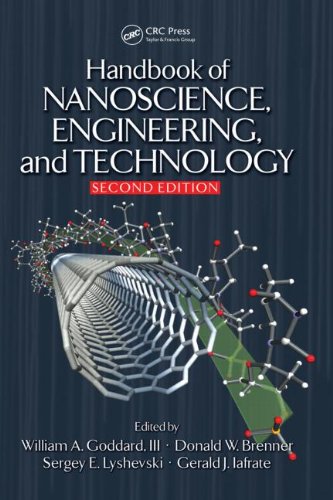 CRC Press
Taylor & Francis Group
Handbook of
NANOSCIENCE,
ENGINEERING,
and TECHNOLOGY
SECOND EDITION
Edited by
William A. Goddard, III • Donald W. Brenner
Sergey E. Lyshevski • Gerald J. Iafrate